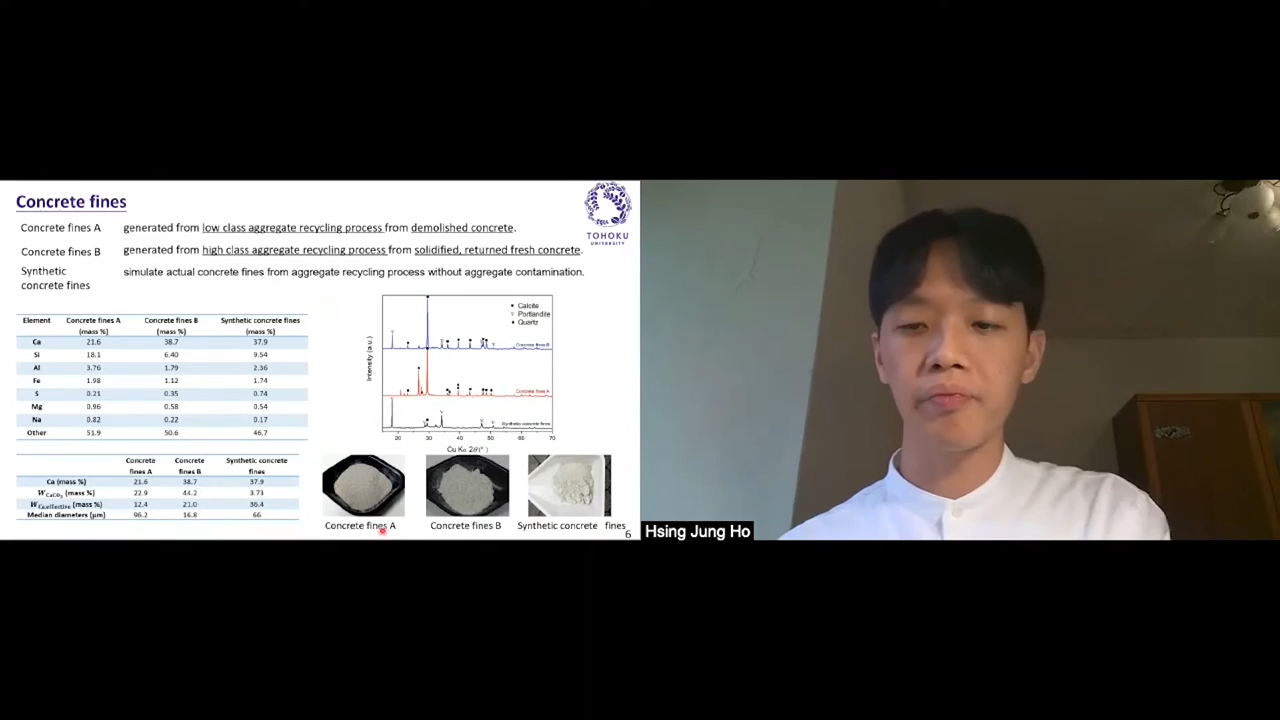 Concrete fines
TOHOKU
UNIVERSITY
Concrete fines A generated from low class aggregate recycling process from demolished concrete.
Concrete fines B generated from high class aggregate recycling process from solidified, returned fresh concrete.
Synthetic concrete fines simulate actual concrete fines from aggregate recycling process without aggregate contamination.
Element Concrete fines A (mass %) Concrete fines B (mass %) Synthetic concrete fines (mass %)
Ca 21.6 38.7 37.9
Si 18.1 6.40 9.54
Al 3.76 1.79 2.36
Fe 1.98 1.12 1.74
S 0.21 0.35 0.74
Mg 0.96 0.58 0.54
Na 0.82 0.22 0.17
Other 51.9 50.6 46.7
Calcite
Portlandite
Quartz
Concrete fines B
Concrete fines A
Synthetic concrete fines
Intensity (a.u.)
20 30 40 50 60 70
Cu Kα 2θ(°)
Concrete fines A Concrete fines B Synthetic concrete fines
Ca (mass %) 21.6 38.7 37.9
W CaCO3 (mass %) 22.9 44.2 3.73
W Ca,effective (mass %) 12.4 21.0 36.4
Median diameters (μm) 96.2 16.8 66
Concrete fines A
Concrete fines B
Synthetic concrete fines
6
Hsing Jung Ho